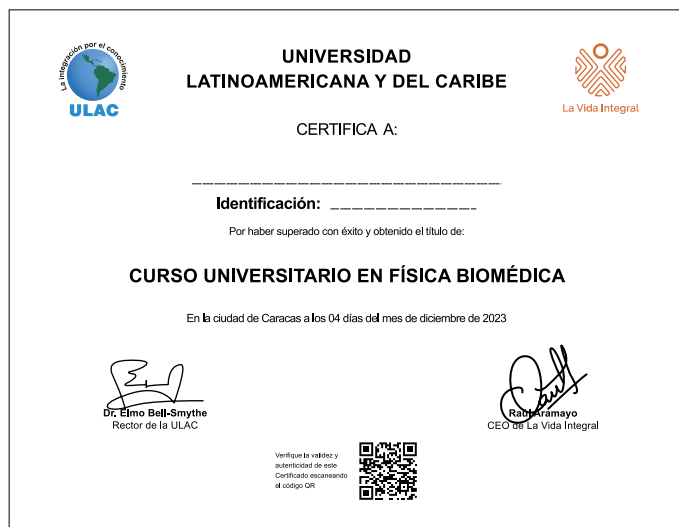 La integración por el conocimiento
ULAC
UNIVERSIDAD
LATINOAMERICANA Y DEL CARIBE
La Vida Integral
CERTIFICA A:
Identificación:
Por haber superado con éxito y obtenido el título de:
CURSO UNIVERSITARIO EN FÍSICA BIOMÉDICA
En la ciudad de Caracas a los 04 días del mes de diciembre de 2023
Dr. Elmo Bell-Smythe
Rector de la ULAC
Raúl Aramayo
CEO de La Vida Integral
Verifique la validez y
autenticidad de este
Certificado escaneando
el código QR